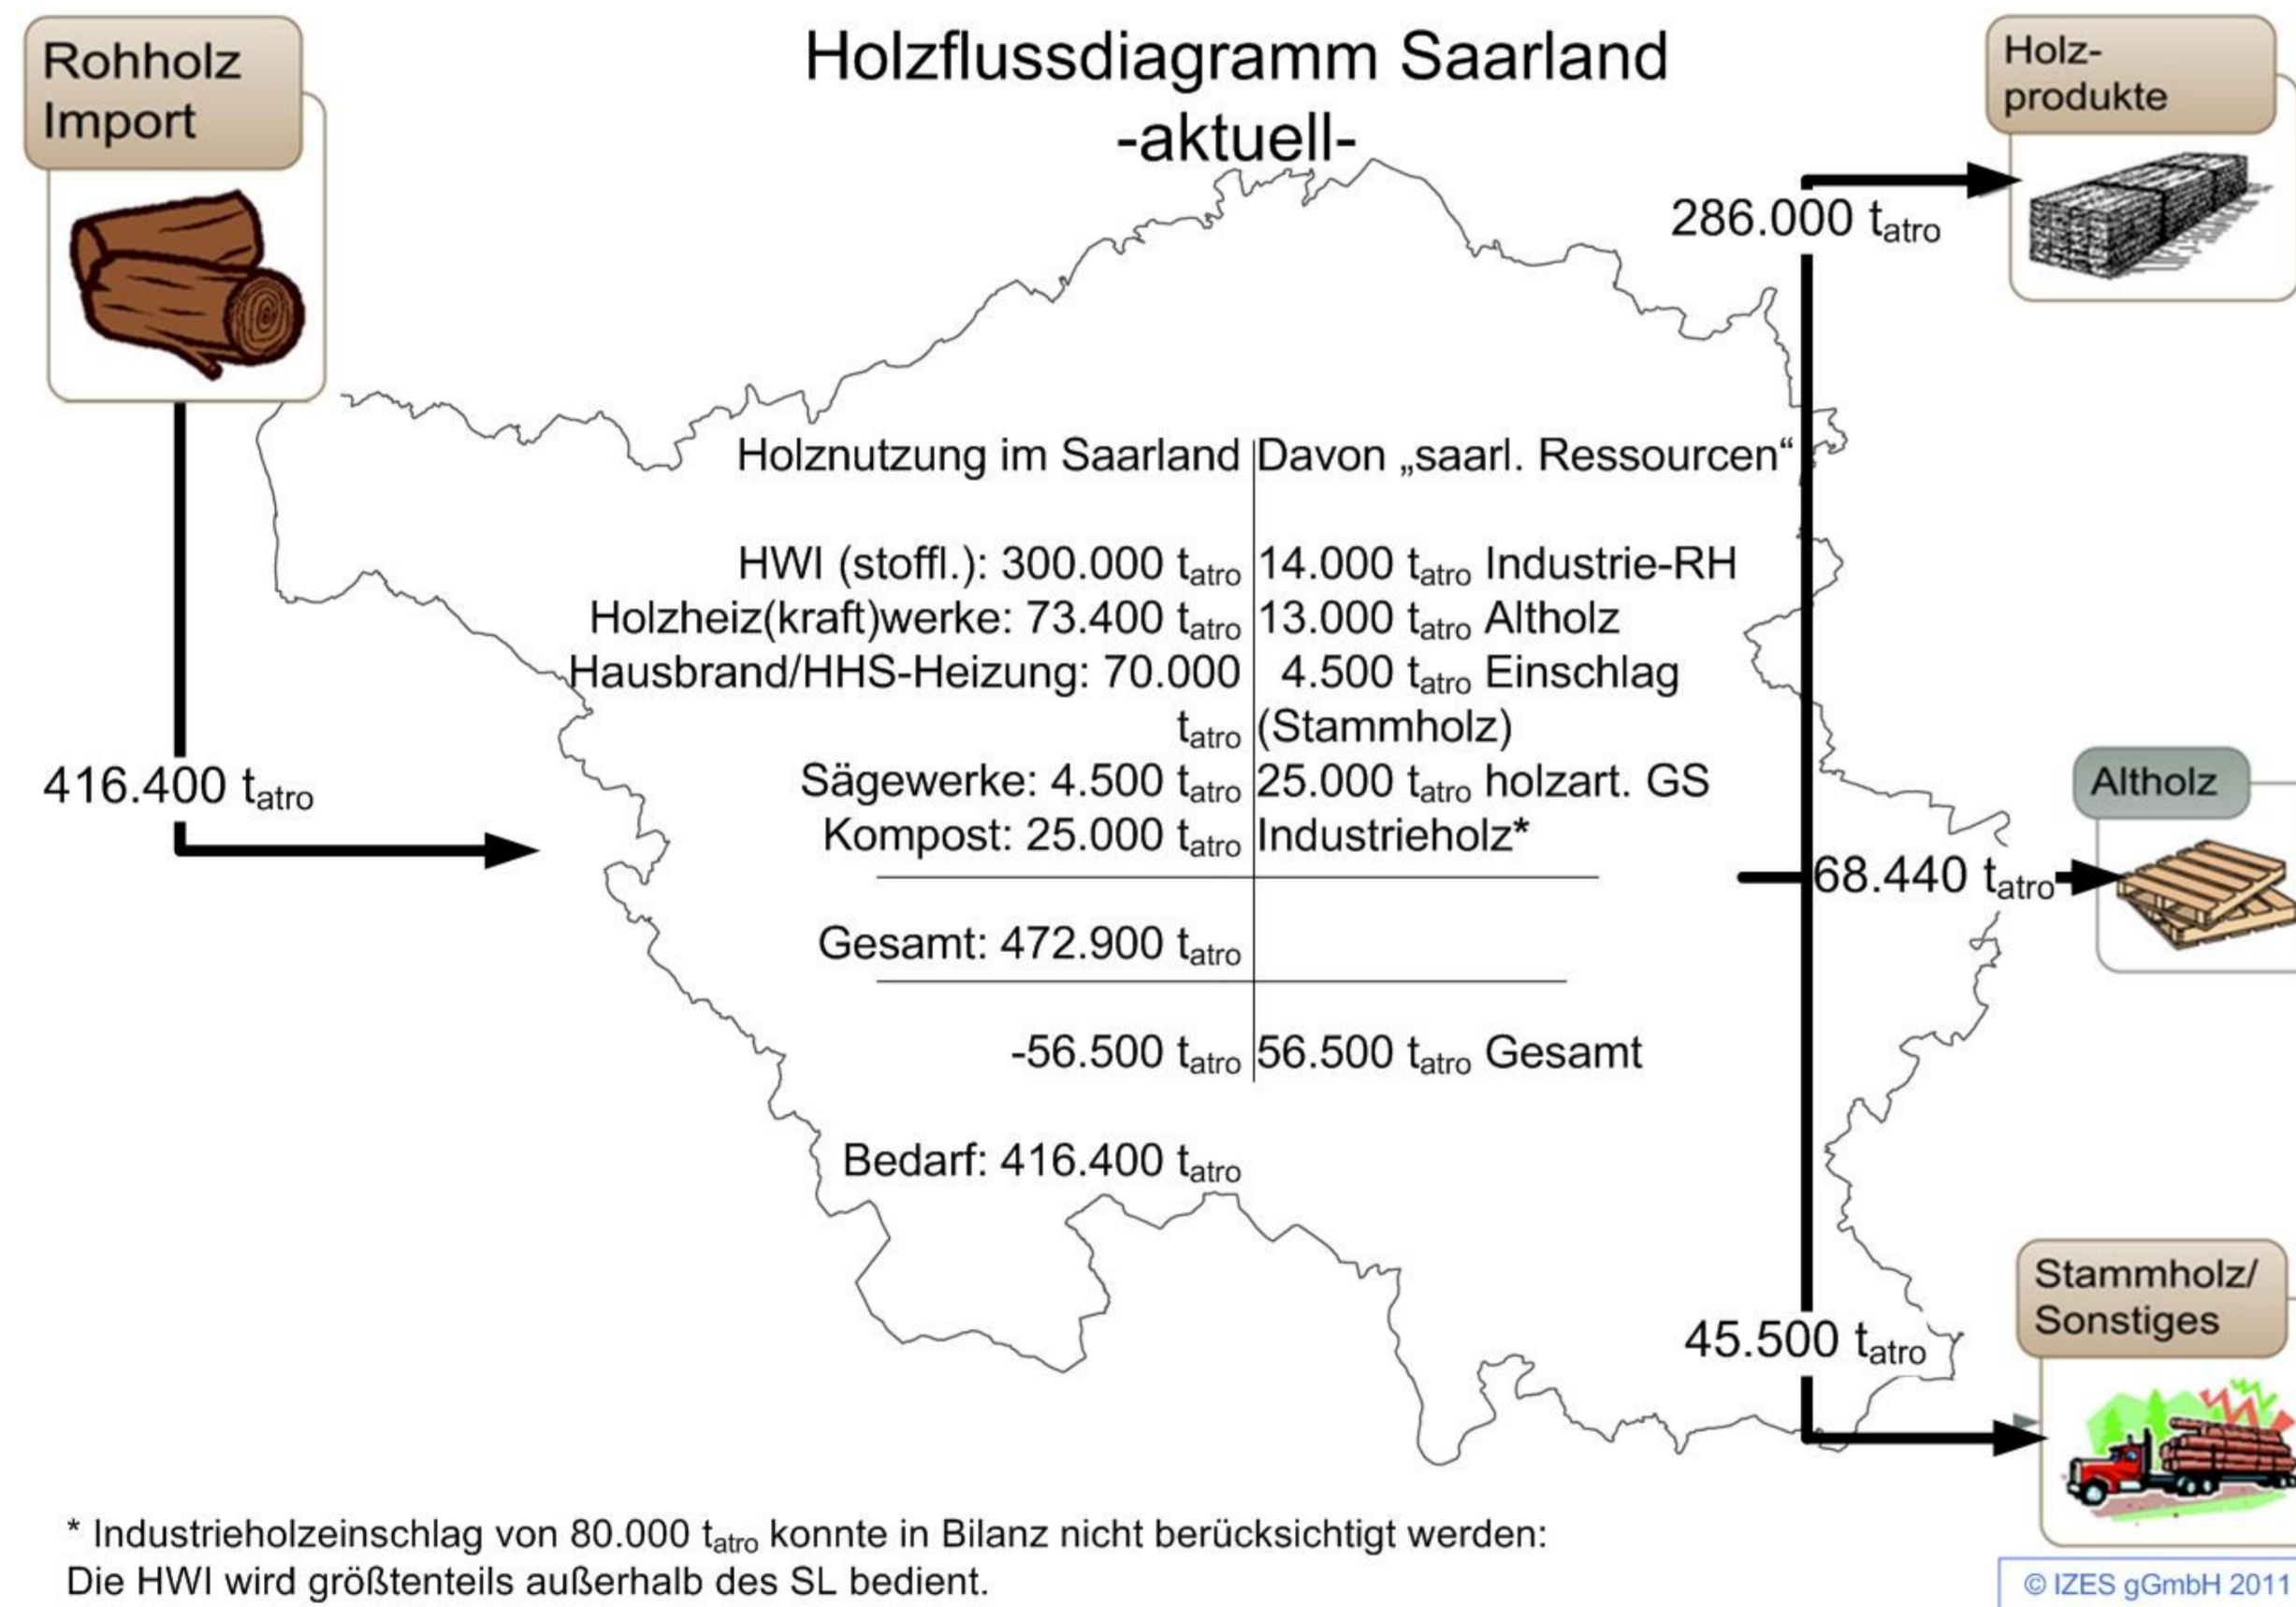 Rohholz
Import
Holzflussdiagramm Saarland
-aktuell-
Holz-
produkte
286.000 tatro
Holznutzung im Saarland
Davon „saarl. Ressourcen“
HWI (stoffl.): 300.000 tatro
14.000 tatro Industrie-RH
Holzheiz(kraft)werke: 73.400 tatro
13.000 tatro Altholz
Hausbrand/HHS-Heizung: 70.000
4.500 tatro Einschlag
tatro
(Stammholz)
Sägewerke: 4.500 tatro
25.000 tatro holzart. GS
Kompost: 25.000 tatro
Industrieholz*
416.400 tatro
Altholz
68.440 tatro
Gesamt: 472.900 tatro
-56.500 tatro
56.500 tatro Gesamt
Bedarf: 416.400 tatro
Stammholz/
Sonstiges
45.500 tatro
* Industrieholzeinschlag von 80.000 tatro konnte in Bilanz nicht berücksichtigt werden:
Die HWI wird größtenteils außerhalb des SL bedient.
© IZES gGmbH 2011